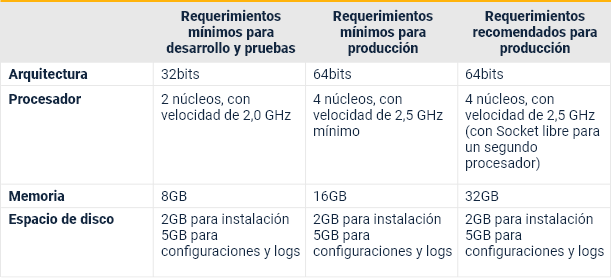 Requerimientos mínimos para desarrollo y pruebas
Requerimientos mínimos para producción
Requerimientos recomendados para producción
Arquitectura
32bits
64bits
64bits
Procesador
2 núcleos, con
velocidad de 2,0 GHz
4 núcleos, con
velocidad de 2,5 GHz
mínimo
4 núcleos, con
velocidad de 2,5 GHz
(con Socket libre para
un segundo
procesador)
Memoria
8GB
16GB
32GB
Espacio de disco
2GB para instalación
5GB para
configuraciones y logs
2GB para instalación
5GB para
configuraciones y logs
2GB para instalación
5GB para
configuraciones y logs